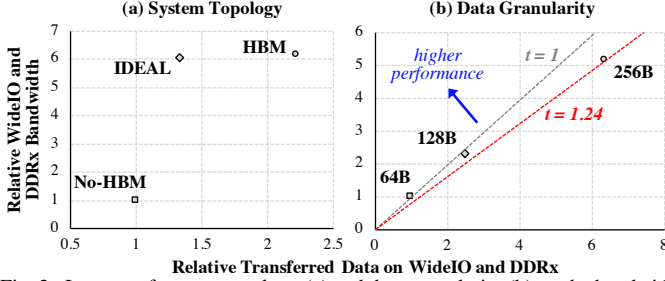 (a) System Topology
(b) Data Granularity
Relative WideIO and
DDRx Bandwidth
7
6
5
4
3
2
1
0
IDEAL
HBM
No-HBM
0.5
1
1.5
2
2.5
6
5
4
3
2
1
0
higher
performance
t = 1
256B
t = 1.24
128B
64B
0
2
4
6
8
Relative Transferred Data on WideIO and DDRx